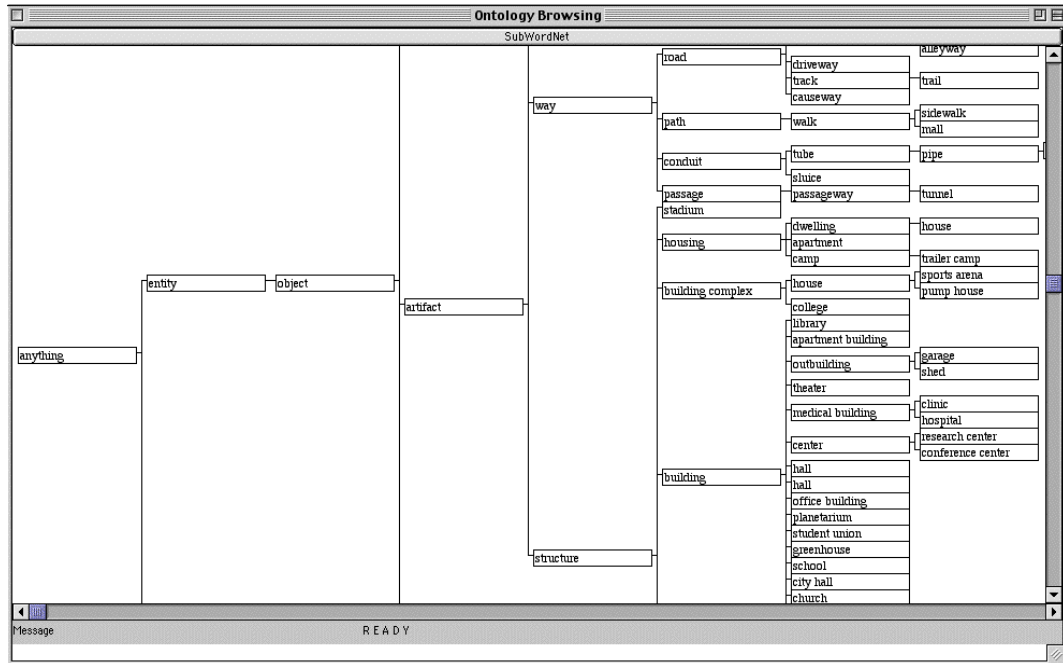 Ontology Browsing
SubWordNet
anything
entity
object
artifact
way
structure
road
path
conduit
passage
stadium
housing
building complex
building
driveway
track
causeway
walk
tube
sluice
passageway
dwelling
apartment
camp
house
college
library
apartment building
outbuilding
theater
medical building
center
hall
hall
office building
planetarium
student union
greenhouse
school
city hall
church
alleyway
trail
sidewalk
mall
pipe
tunnel
house
trailer camp
sports arena
pump house
garage
shed
clinic
hospital
research center
conference center
Message
READY